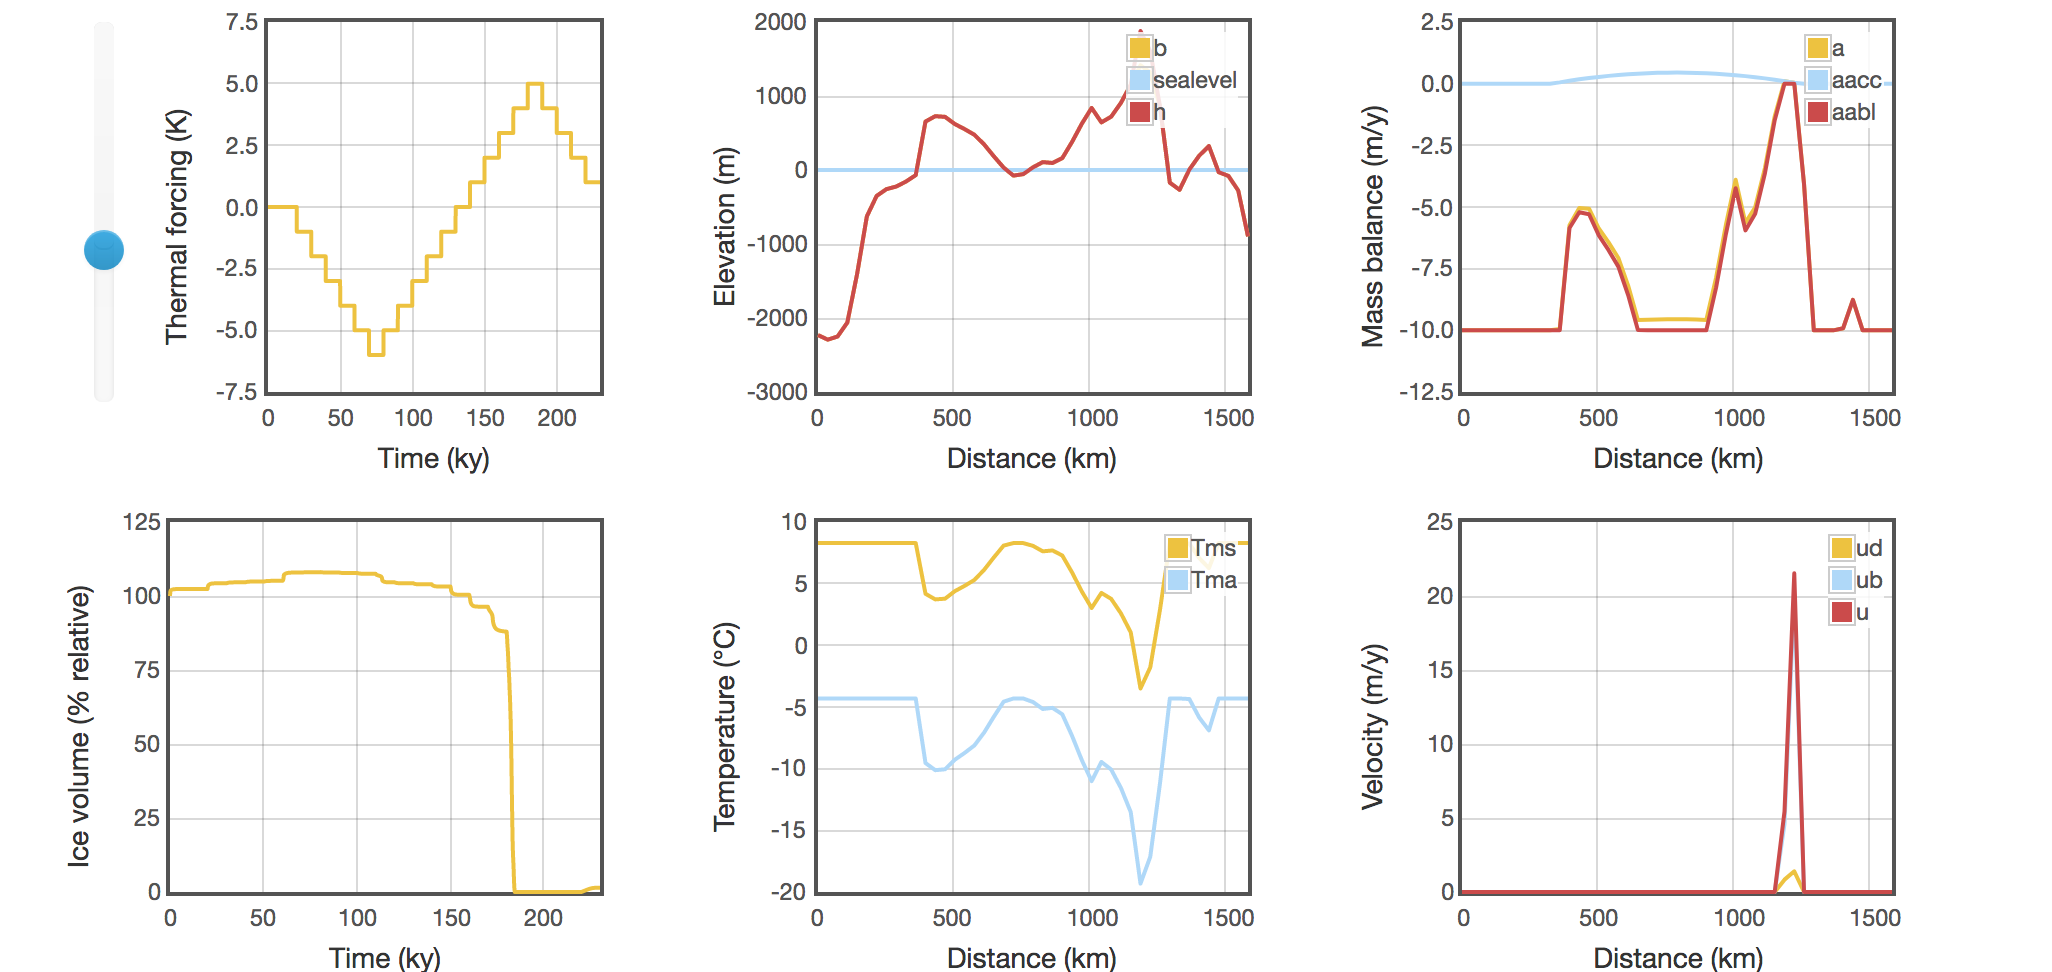 7.5
5.0
2.5
0.0
-2.5
-5.0
-7.5
Thermal forcing (K)
0 50 100 150 200
Time (ky)
2000
1000
0
-1000
-2000
-3000
Elevation (m)
b
sealevel
h
0 500 1000 1500
Distance (km)
2.5
0.0
-2.5
-5.0
-7.5
-10.0
-12.5
Mass balance (m/y)
a
aacc
aabl
0 500 1000 1500
Distance (km)
125
100
75
50
25
0
Ice volume (% relative)
0 50 100 150 200
Time (ky)
10
5
0
-5
-10
-15
-20
Temperature (°C)
Tms
Tma
0 500 1000 1500
Distance (km)
25
20
15
10
5
0
Velocity (m/y)
ud
ub
u
0 500 1000 1500
Distance (km)